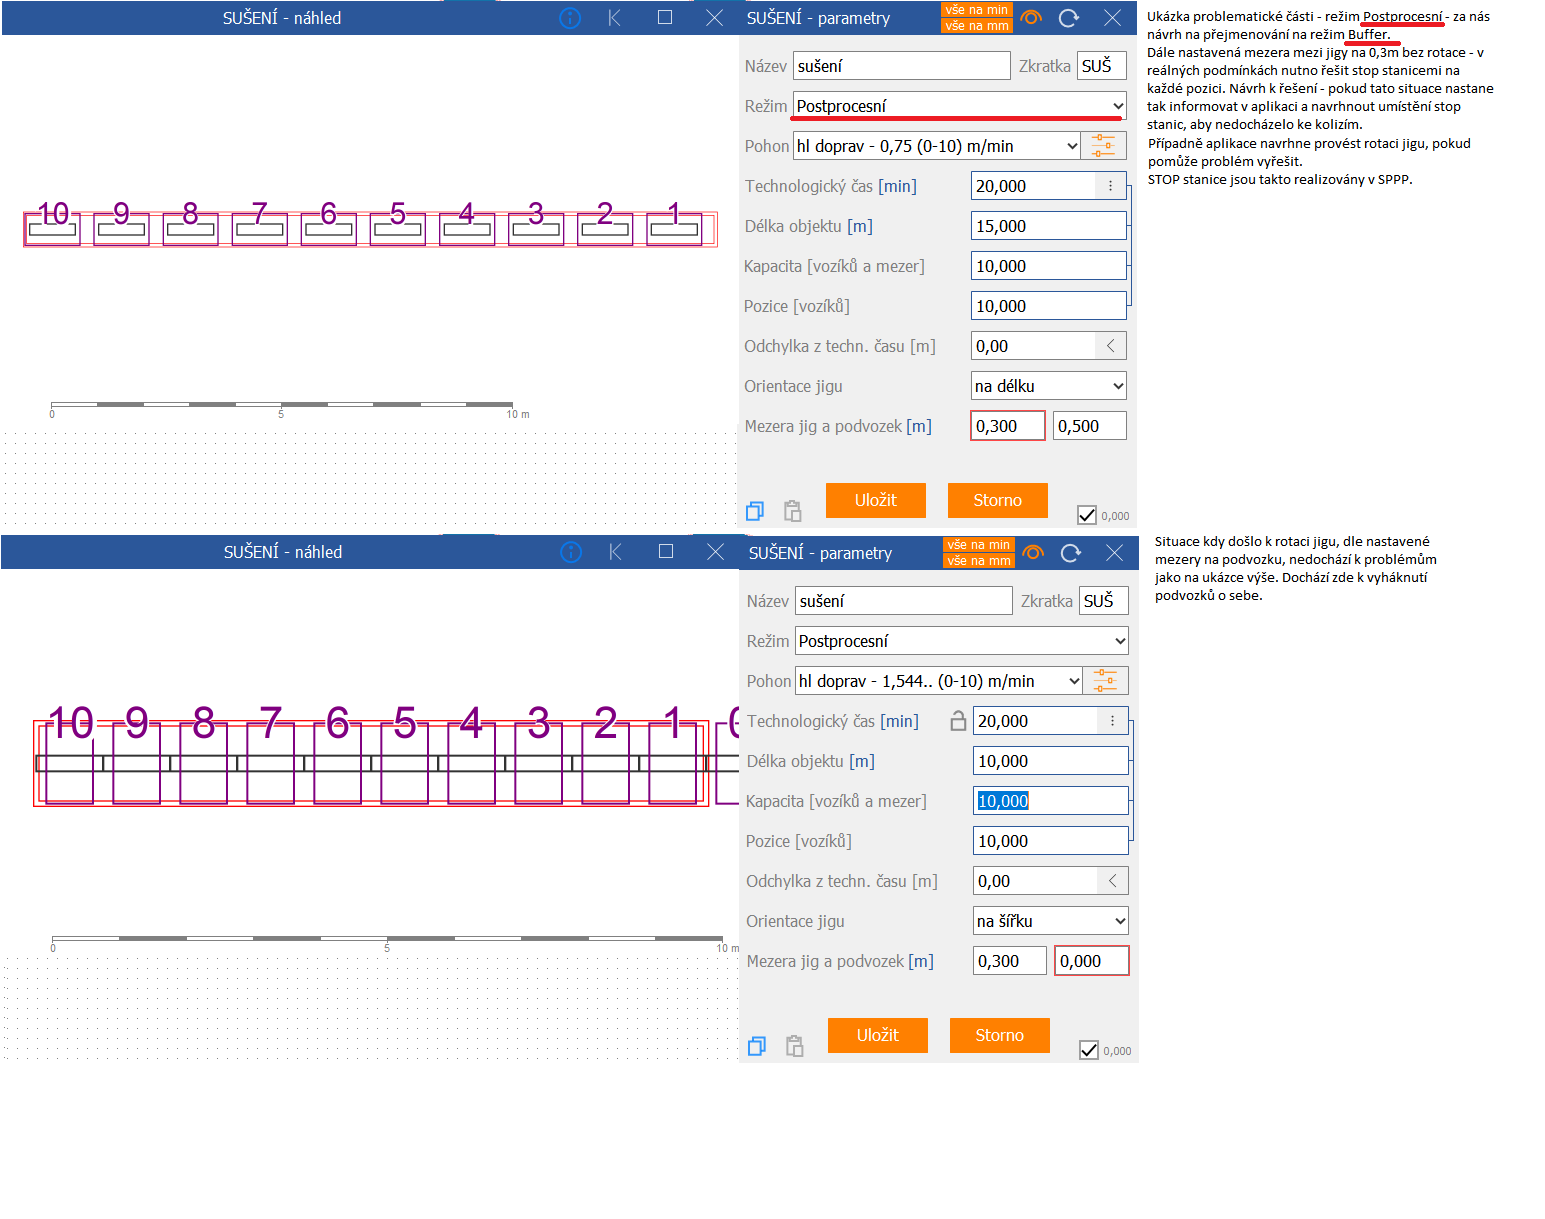 SUŠENÍ - náhled
SUŠENÍ - parametry
vše na min
vše na mm
Název sušení Zkratka SUŠ
Režim Postprocesní
Pohon hl doprav - 0,75 (0-10) m/min
Technologický čas [min] 20,000
Délka objektu [m] 15,000
Kapacita [vozíků a mezer] 10,000
Pozice [vozíků] 10,000
Odchylka z techn. času [m] 0,00
Orientace jigu na délku
Mezera jig a podvozek [m] 0,300 0,500
Uložit Storno
0,000
10 9 8 7 6 5 4 3 2 1
0 5 10 m
Ukázka problematické části - režim Postprocesní - za nás
návrh na přejmenování na režim Buffer.
Dále nastavená mezera mezi jigy na 0,3m bez rotace - v
reálných podmínkách nutno řešit stop stanicemi na
každé pozici. Návrh k řešení - pokud tato situace nastane
tak informovat v aplikaci a navrhnout umístění stop
stanic, aby nedocházelo ke kolizím.
Případně aplikace navrhne provést rotaci jigu, pokud
pomůže problém vyřešit.
STOP stanice jsou takto realizovány v SPPP.
SUŠENÍ - náhled
SUŠENÍ - parametry
vše na min
vše na mm
Název sušení Zkratka SUŠ
Režim Postprocesní
Pohon hl doprav - 1,544.. (0-10) m/min
Technologický čas [min] 20,000
Délka objektu [m] 10,000
Kapacita [vozíků a mezer] 10,000
Pozice [vozíků] 10,000
Odchylka z techn. času [m] 0,00
Orientace jigu na šířku
Mezera jig a podvozek [m] 0,300 0,000
Uložit Storno
0,000
10 9 8 7 6 5 4 3 2 1
0 5 10 m
Situace kdy došlo k rotaci jigu, dle nastavené
mezery na podvozku, nedochází k problémům
jako na ukázce výše. Dochází zde k vyháknutí
podvozků o sebe.